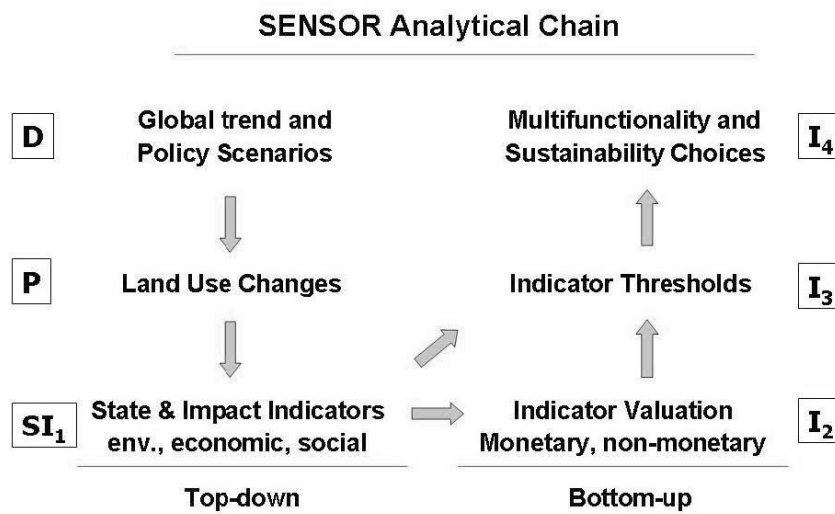 SENSOR Analytical Chain
D
Global trend and
Policy Scenarios
Multifunctionality and
Sustainability Choices
I₄
P
Land Use Changes
Indicator Thresholds
I₃
SI₁
State & Impact Indicators
env., economic, social
Indicator Valuation
Monetary, non-monetary
I₂
Top-down
Bottom-up